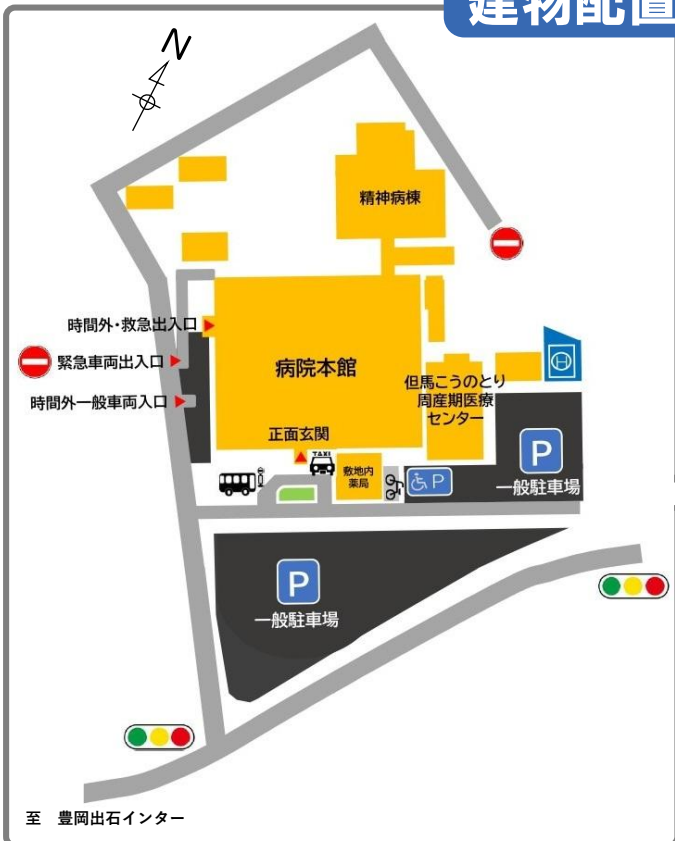 建物配置
N
精神病棟
時間外・救急出入口
緊急車両出入口
時間外一般車両入口
病院本館
但馬こうのとり
周産期医療
センター
正面玄関
TAXI
敷地内
薬局
P
P
一般駐車場
H
P
一般駐車場
至 豊岡出石インター